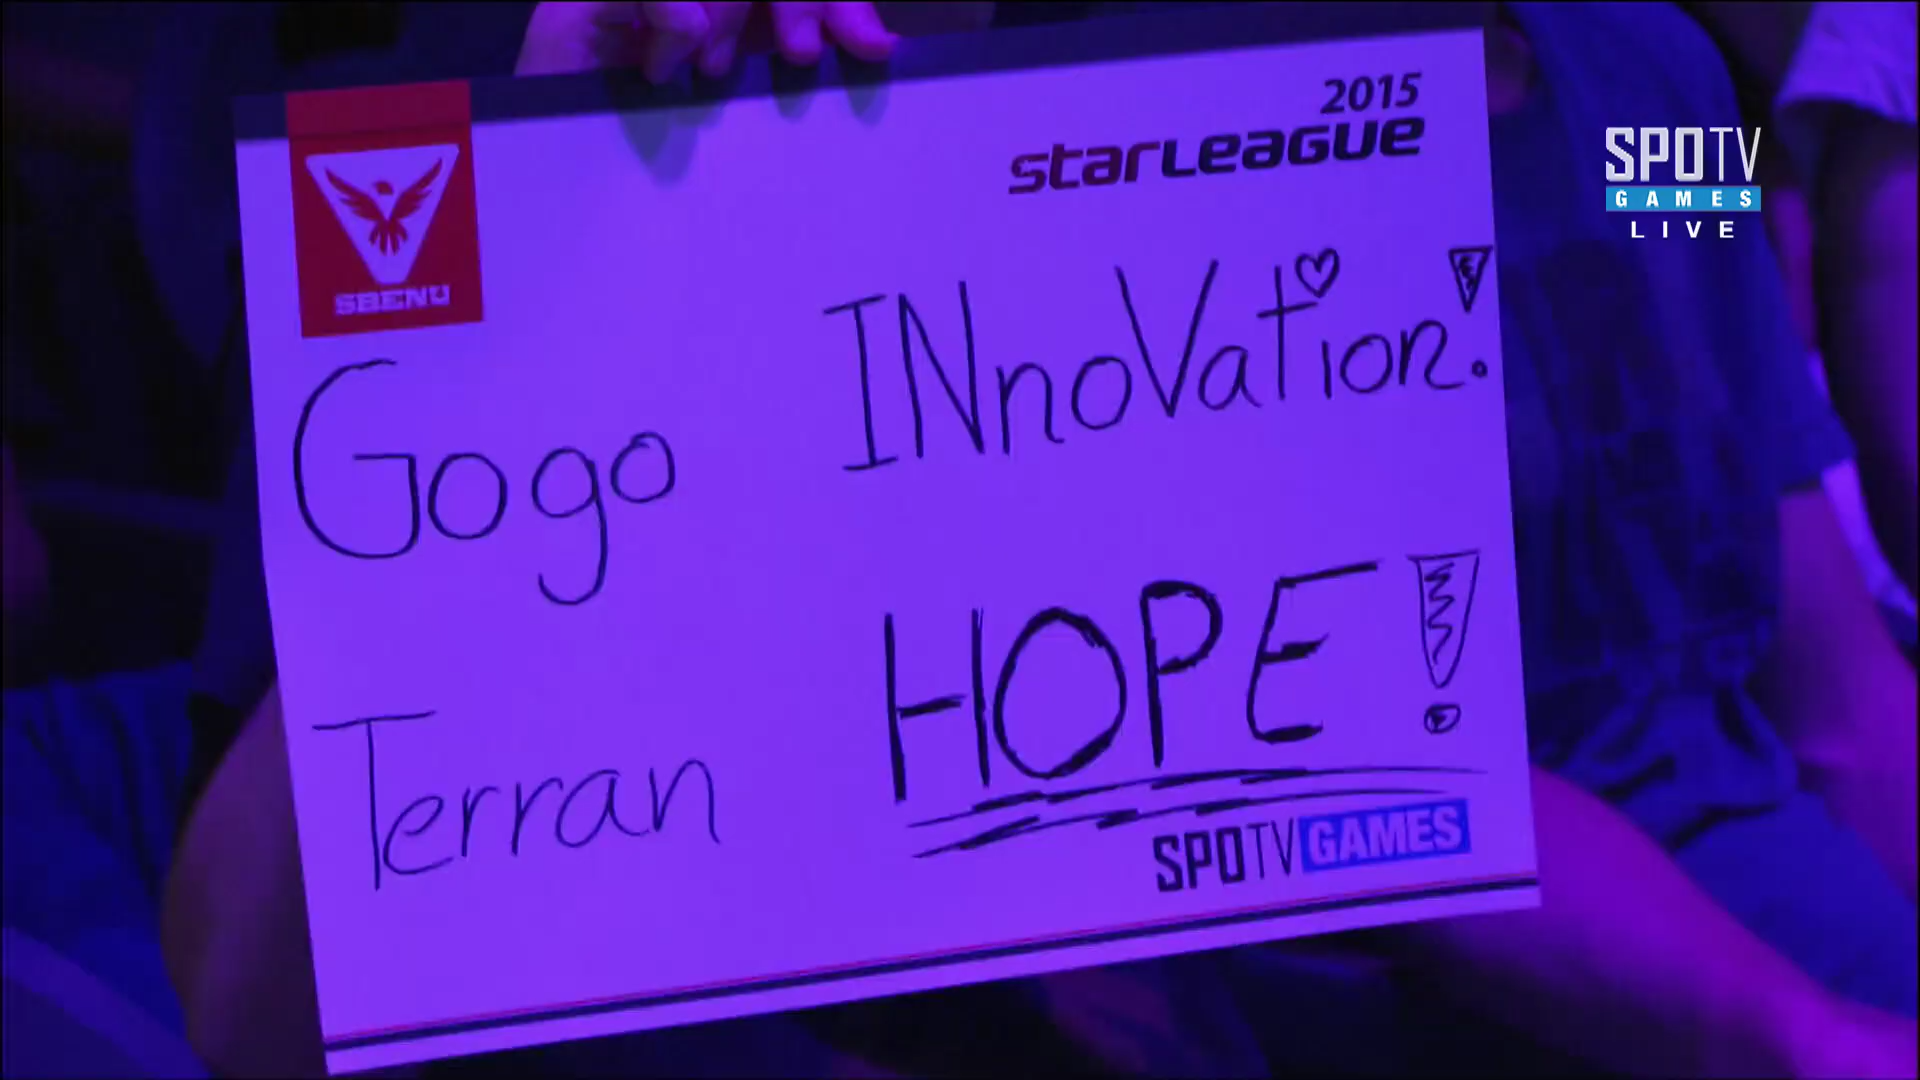 2015
starLeague
SPOTV
GAMES
LIVE
SBENU
Gogo INnoVation!
Terran HOPE!
SPOTV GAMES